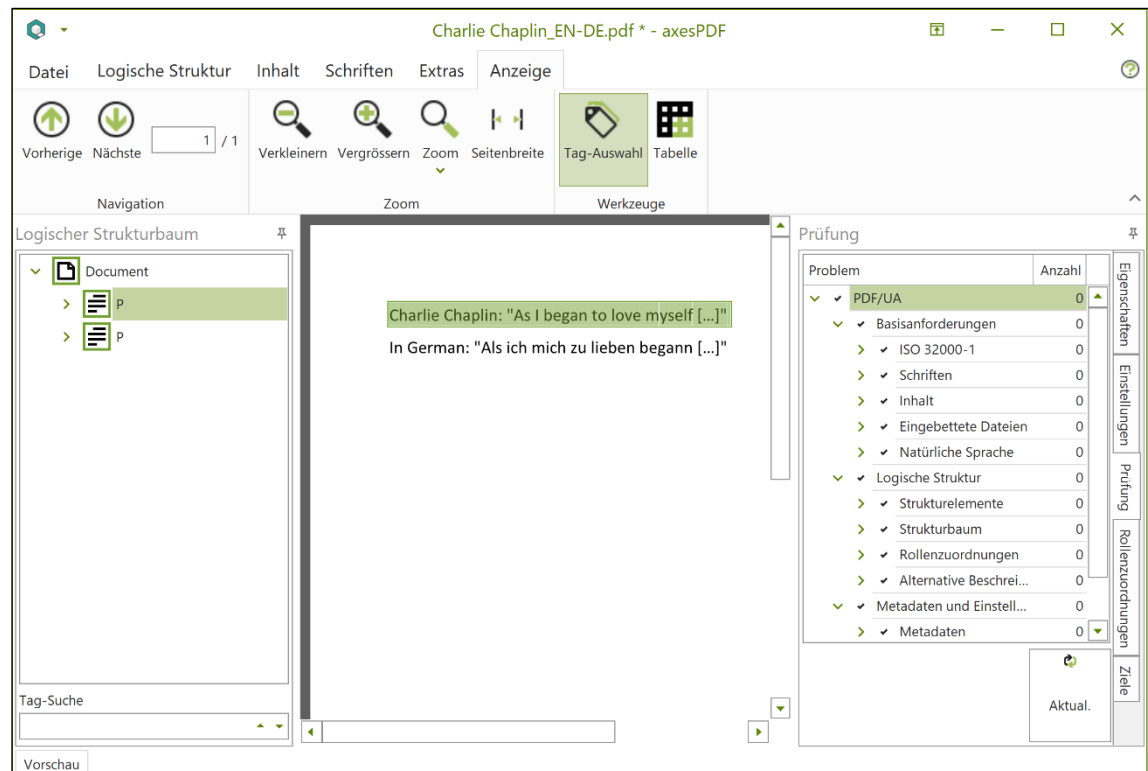 Charlie Chaplin_EN-DE.pdf * - axesPDF
Datei Logische Struktur Inhalt Schriften Extras Anzeige
1 / 1
Vorherige Nächste Verkleinern Vergrössern Zoom Seitenbreite Tag-Auswahl Tabelle
Navigation Zoom Werkzeuge
Logischer Strukturbaum
Document
P
P
Tag-Suche
Vorschau
Charlie Chaplin: "As I began to love myself [...]"
In German: "Als ich mich zu lieben begann [...]"
Prüfung
Problem Anzahl
PDF/UA 0
Basisanforderungen 0
ISO 32000-1 0
Schriften 0
Inhalt 0
Eingebettete Dateien 0
Natürliche Sprache 0
Logische Struktur 0
Strukturelemente 0
Strukturbaum 0
Rollenzuordnungen 0
Alternative Beschrei... 0
Metadaten und Einstell... 0
Metadaten 0
Aktual.
Eigenschaften
Einstellungen
Prüfung
Rollenzuordnungen
Ziele